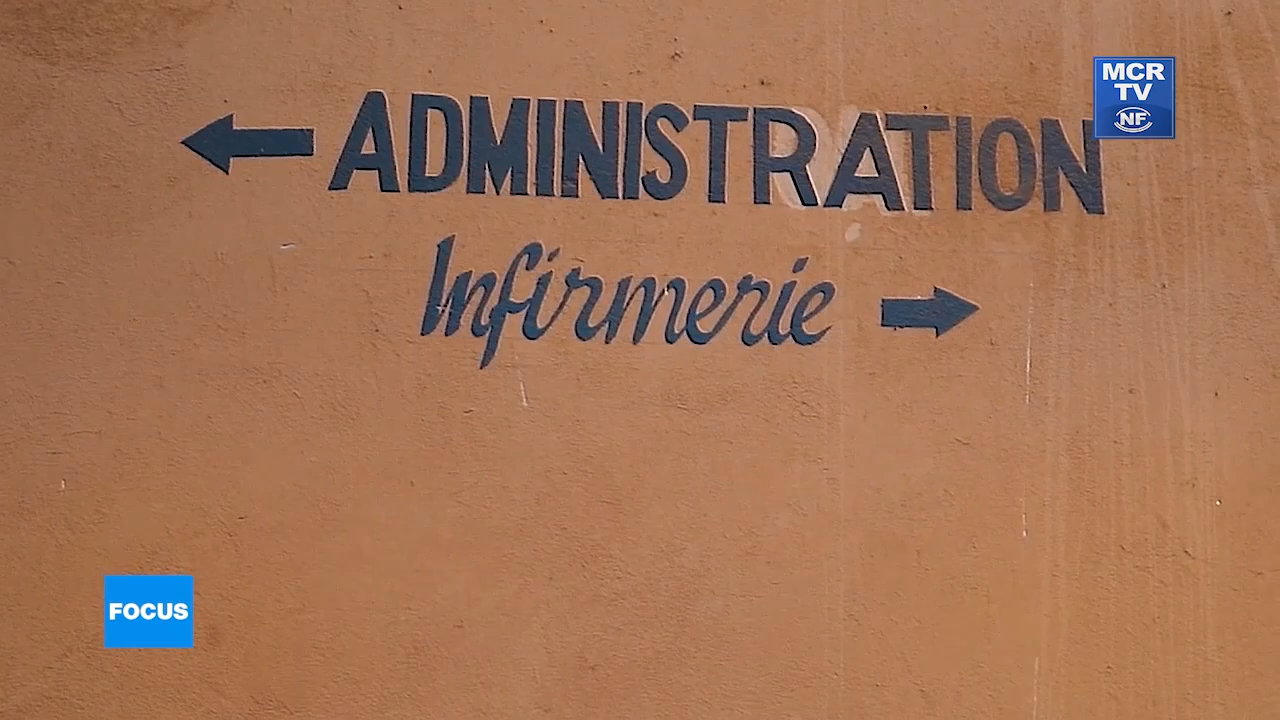 MCR
TV
NF
ADMINISTRATION
Infirmerie
FOCUS